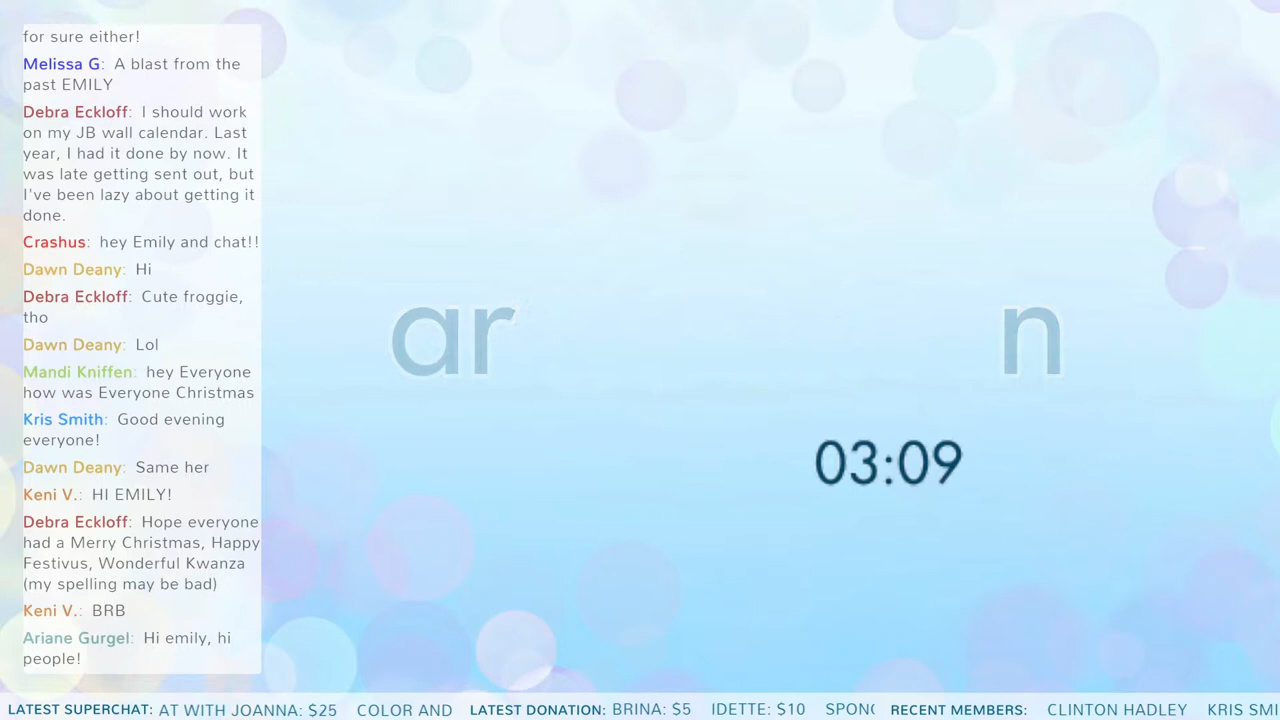 for sure either!
Melissa G: A blast from the
past EMILY
Debra Eckloff: I should work
on my JB wall calendar. Last
year, I had it done by now. It
was late getting sent out, but
I've been lazy about getting it
done.
Crashus: hey Emily and chat!!
Dawn Deany: Hi
Debra Eckloff: Cute froggie,
tho
Dawn Deany: Lol
Mandi Kniffen: hey Everyone
how was Everyone Christmas
Kris Smith: Good evening
everyone!
Dawn Deany: Same her
Keni V.: HI EMILY!
Debra Eckloff: Hope everyone
had a Merry Christmas, Happy
Festivus, Wonderful Kwanza
(my spelling may be bad)
Keni V.: BRB
Ariane Gurgel: Hi emily, hi
people!
ar n
03:09
LATEST SUPERCHAT: AT WITH JOANNA: $25 COLOR AND LATEST DONATION: BRINA: $5 IDETTE: $10 SPON RECENT MEMBERS: CLINTON HADLEY KRIS SMI